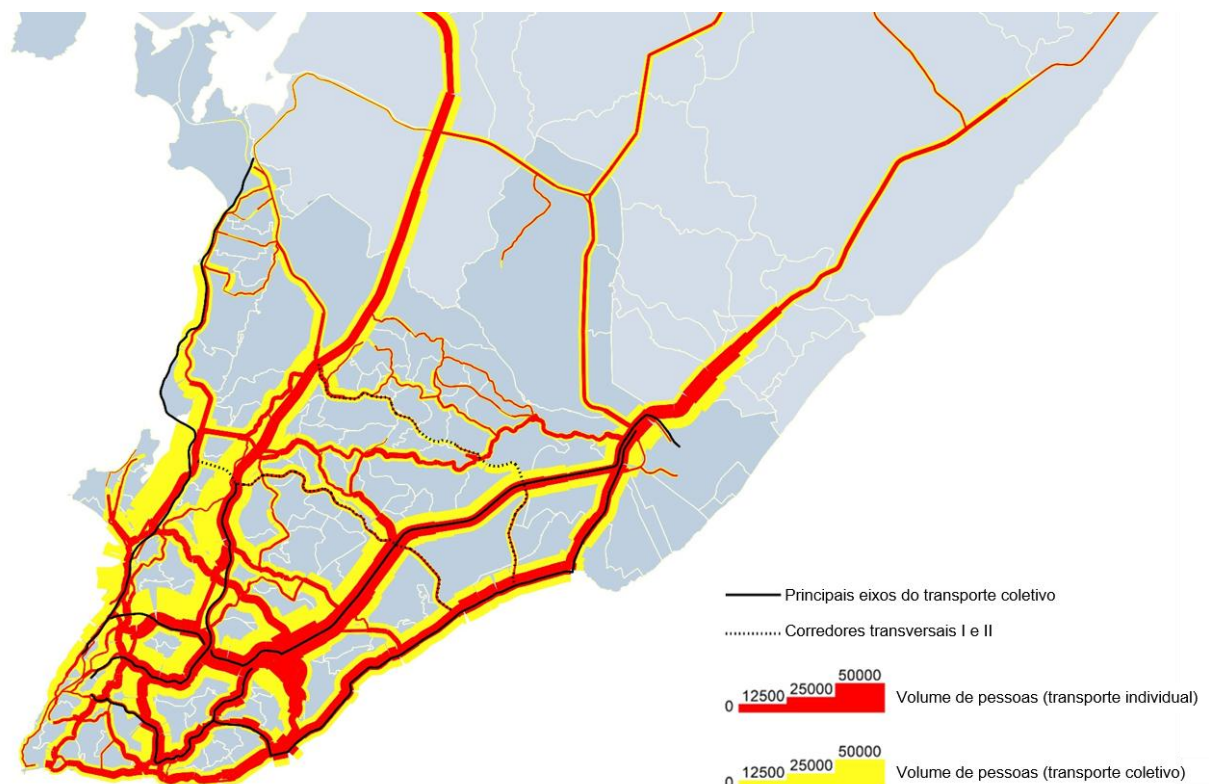 Principais eixos do transporte coletivo
Corredores transversais I e II
50000
25000
12500
0
Volume de pessoas (transporte individual)
50000
25000
12500
0
Volume de pessoas (transporte coletivo)